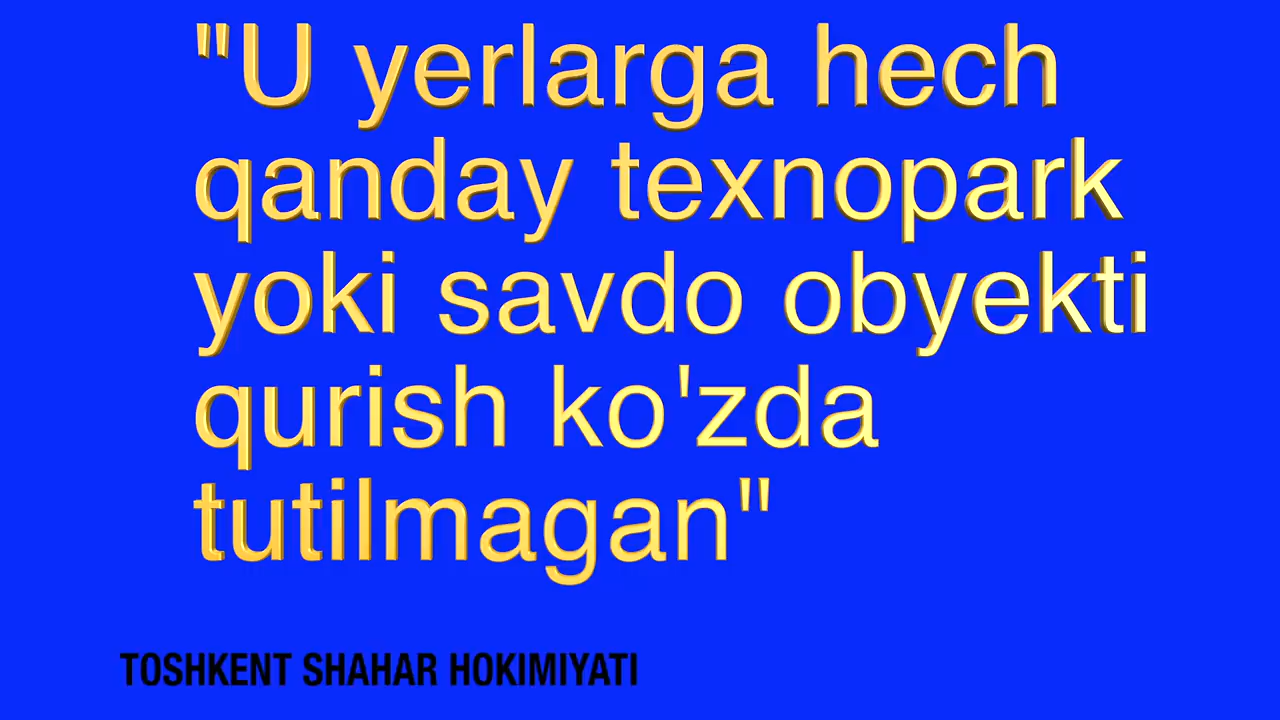 "U yerlarga hech
qanday texnopark
yoki savdo obyekti
qurish ko'zda
tutilmagan"
TOSHKENT SHAHAR HOKIMIYATI